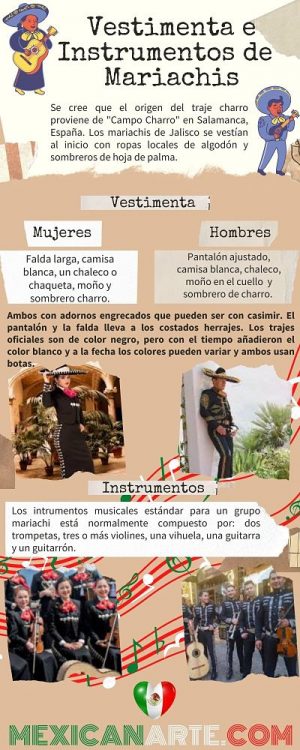 Vestimenta e
Instrumentos de
Mariachis
Se cree que el origen del traje charro
proviene de "Campo Charro" en Salamanca,
España. Los mariachis de Jalisco se vestían
al inicio con ropas locales de algodón y
sombreros de hoja de palma.
Vestimenta
Mujeres
Falda larga, camisa
blanca, un chaleco o
chaqueta, moño y
sombrero charro.
Hombres
Pantalón ajustado,
camisa blanca, chaleco,
moño en el cuello y
sombrero de charro.
Ambos con adornos engrecados que pueden ser con casimir. El
pantalón y la falda lleva a los costados herrajes. Los trajes
oficiales son de color negro, pero con el tiempo añadieron el
color blanco y a la fecha los colores pueden variar y ambos usan
botas.
Instrumentos
Los intrumentos musicales estándar para un grupo
mariachi está normalmente compuesto por: dos
trompetas, tres o más violines, una vihuela, una guitarra
y un guitarrón.
MEXICANARTE.COM